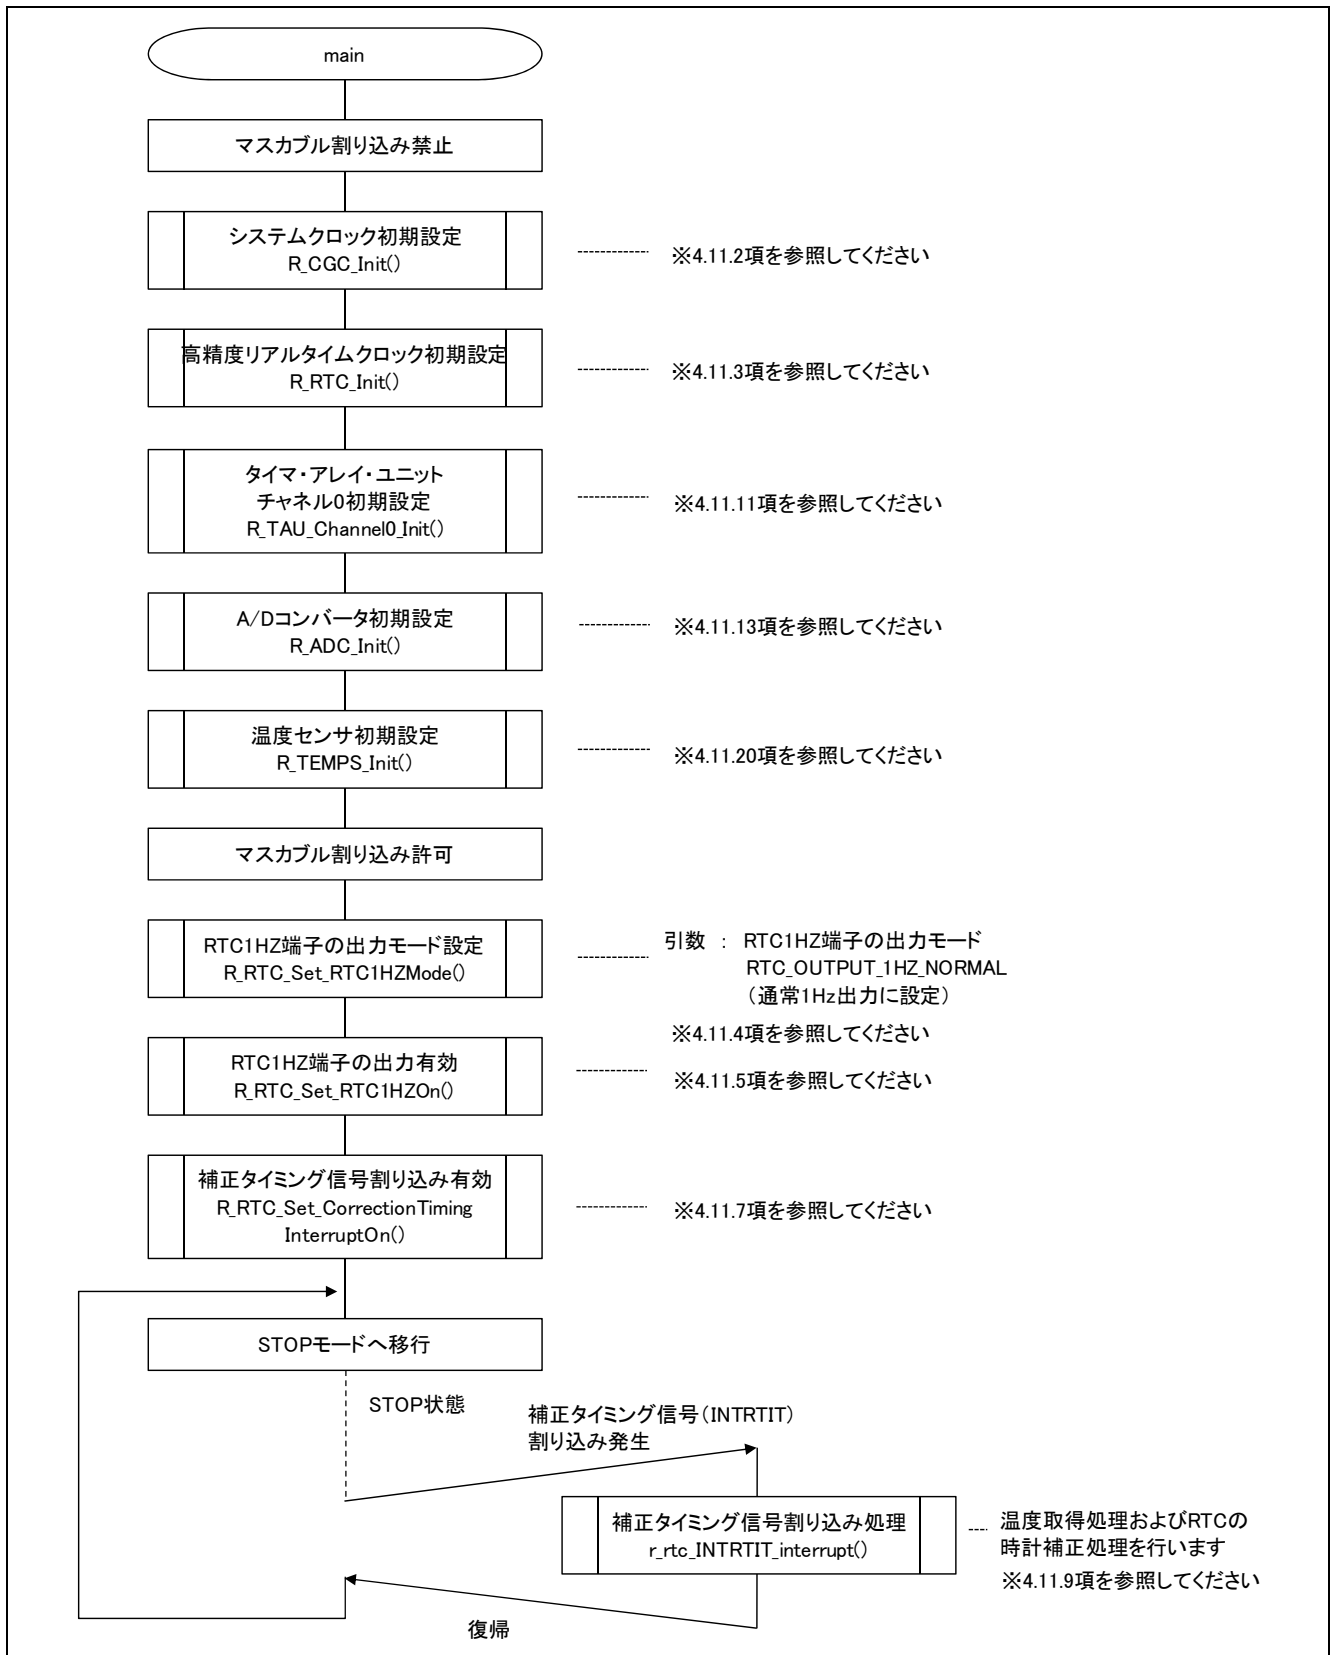 main
マスカブル割り込み禁止
システムクロック初期設定
R_CGC_Init()
※4.11.2項を参照してください
高精度リアルタイムクロック初期設定
R_RTC_Init()
※4.11.3項を参照してください
タイマ・アレイ・ユニット
チャネル0初期設定
R_TAU_Channel0_Init()
※4.11.11項を参照してください
A/Dコンバータ初期設定
R_ADC_Init()
※4.11.13項を参照してください
温度センサ初期設定
R_TEMPS_Init()
※4.11.20項を参照してください
マスカブル割り込み許可
RTC1HZ端子の出力モード設定
R_RTC_Set_RTC1HZMode()
引数 : RTC1HZ端子の出力モード
RTC_OUTPUT_1HZ_NORMAL
(通常1Hz出力に設定)
※4.11.4項を参照してください
RTC1HZ端子の出力有効
R_RTC_Set_RTC1HZOn()
※4.11.5項を参照してください
補正タイミング信号割り込み有効
R_RTC_Set_CorrectionTiming
InterruptOn()
※4.11.7項を参照してください
STOPモードへ移行
STOP状態
補正タイミング信号(INTRTIT)
割り込み発生
補正タイミング信号割り込み処理
r_rtc_INTRTIT_interrupt()
温度取得処理およびRTCの
時計補正処理を行います
※4.11.9項を参照してください
復帰